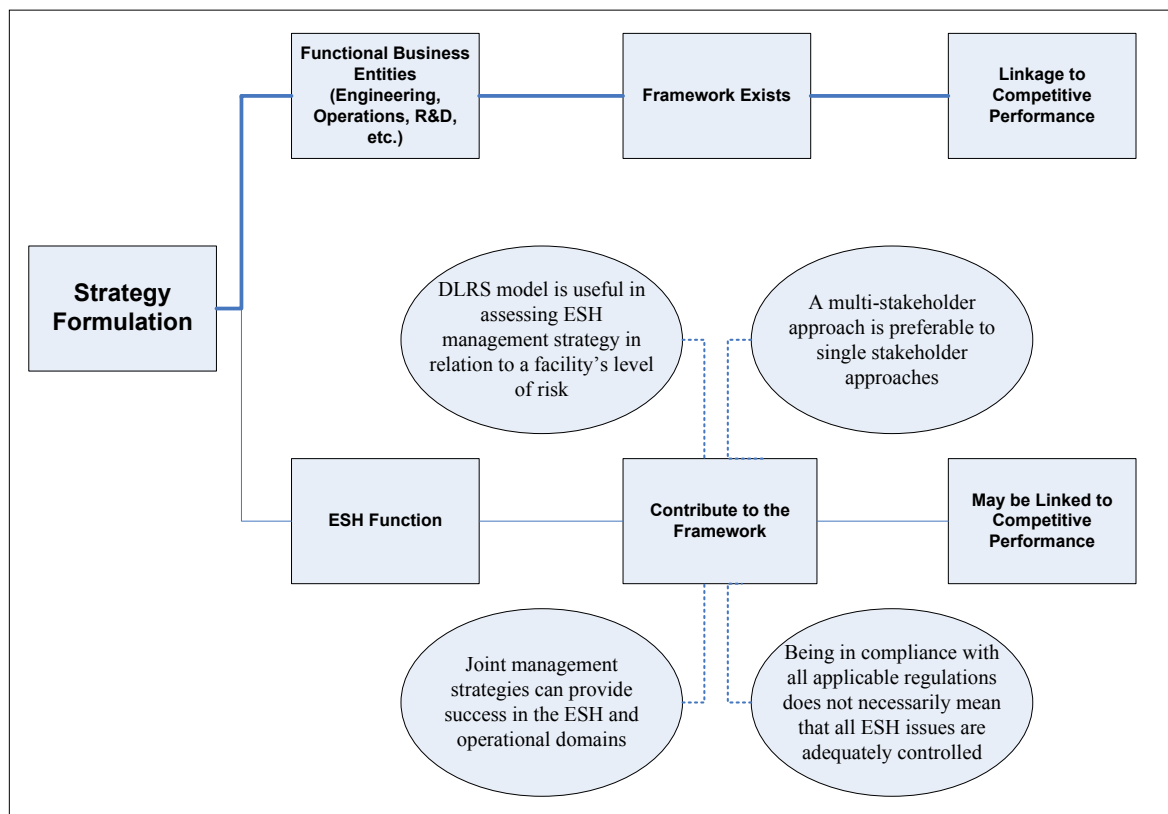 Functional Business
Entities
(Engineering,
Operations, R&D,
etc.)
Framework Exists
Linkage to
Competitive
Performance
Strategy
Formulation
DLRS model is useful in
assessing ESH
management strategy in
relation to a facility's level
of risk
A multi-stakeholder
approach is preferable to
single stakeholder
approaches
ESH Function
Contribute to the
Framework
May be Linked to
Competitive
Performance
Joint management
strategies can provide
success in the ESH and
operational domains
Being in compliance with
all applicable regulations
does not necessarily mean
that all ESH issues are
adequately controlled